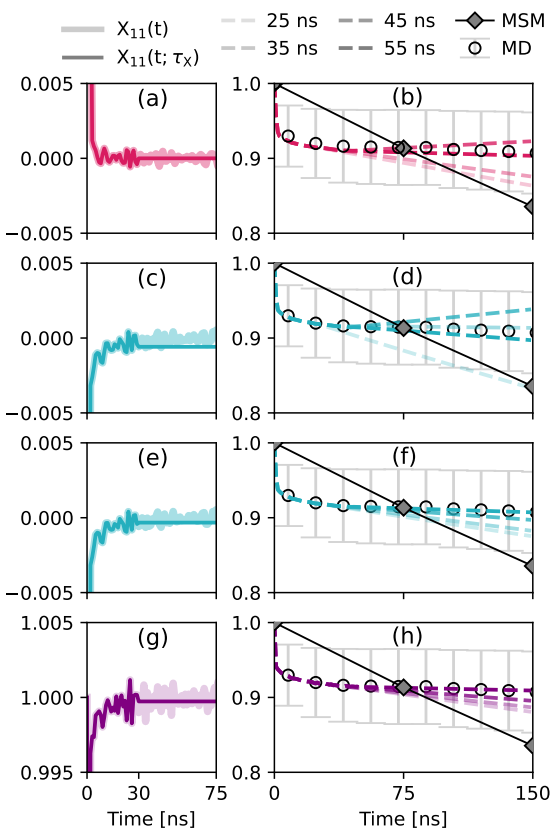 X₁₁(t)
X₁₁(t; τₓ)
25 ns
35 ns
45 ns
55 ns
MSM
MD
0.005
0.000
−0.005
(a)
1.0
0.9
0.8
(b)
0.005
0.000
−0.005
(c)
1.0
0.9
0.8
(d)
0.005
0.000
−0.005
(e)
1.0
0.9
0.8
(f)
1.005
1.000
0.995
(g)
1.0
0.9
0.8
(h)
0 30 75
0 75 150
Time [ns]
Time [ns]